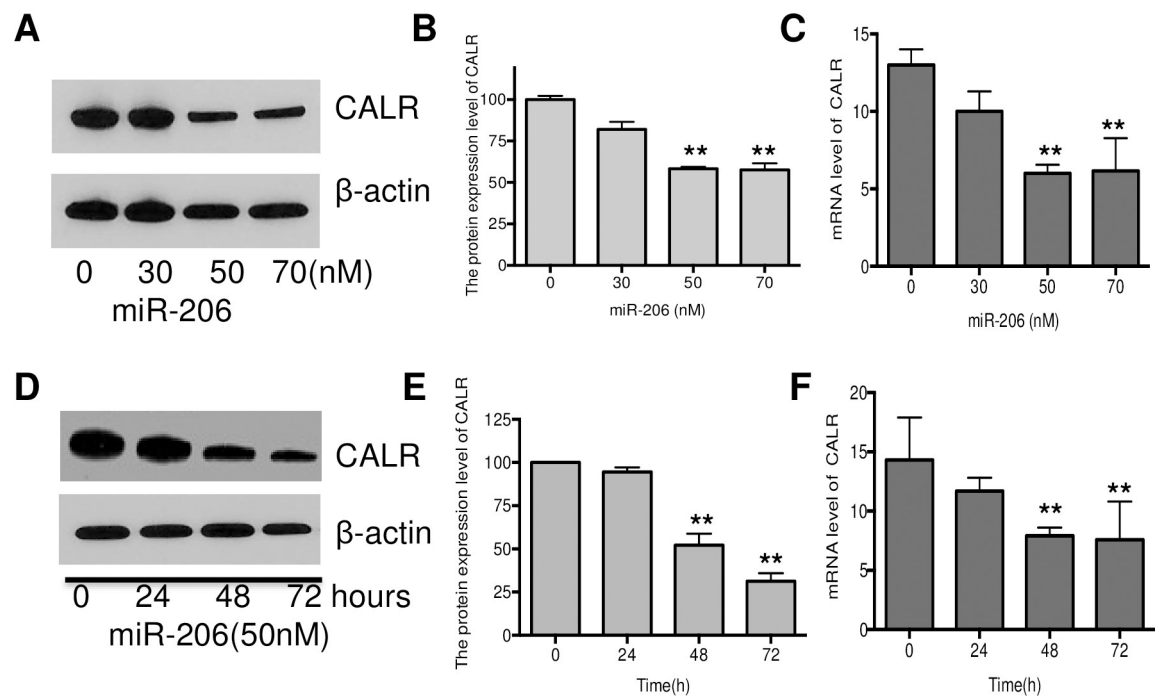 A
CALR
β-actin
0 30 50 70(nM)
miR-206
B
The protein expression level of CALR
100
75
50
25
0
** **
0 30 50 70
miR-206 (nM)
C
mRNA level of CALR
15
10
5
0
** **
0 30 50 70
miR-206 (nM)
D
CALR
β-actin
0 24 48 72 hours
miR-206(50nM)
E
The protein expression level of CALR
125
100
75
50
25
0
**
**
0 24 48 72
Time(h)
F
mRNA level of CALR
20
15
10
5
0
** **
0 24 48 72
Time(h)